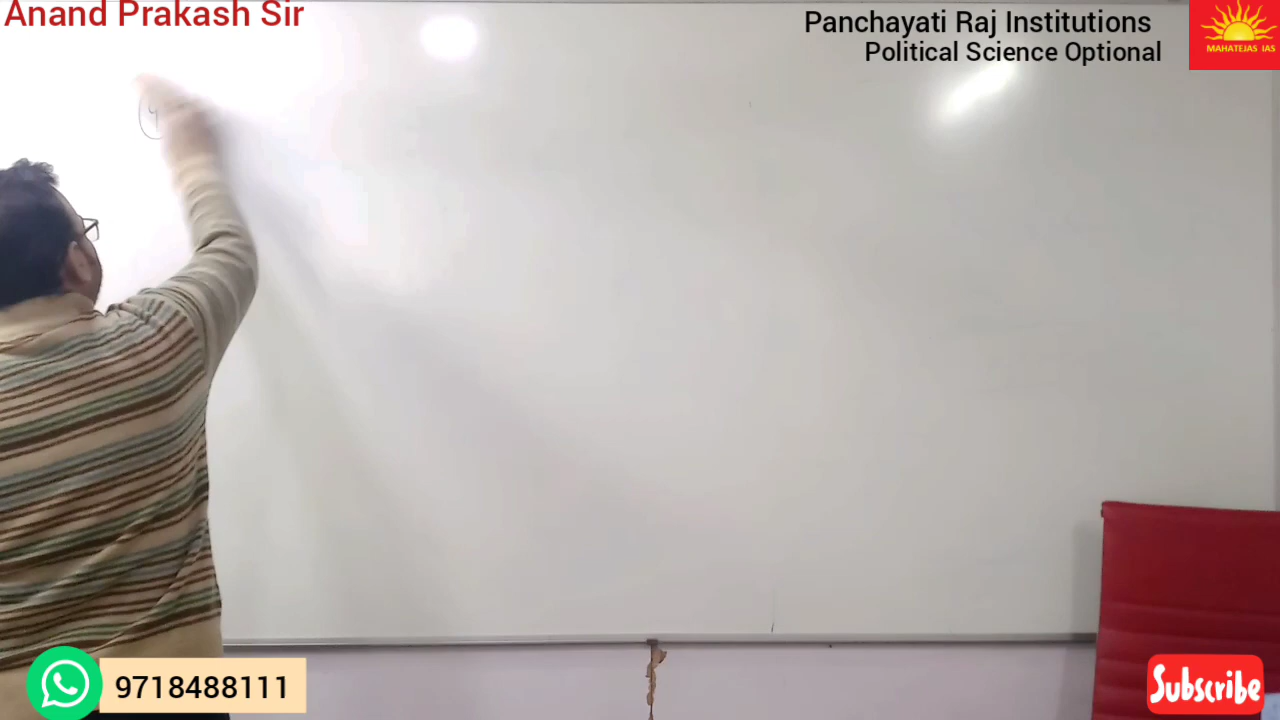 Anand Prakash Sir
Panchayati Raj Institutions
Political Science Optional
MAHATEJAS IAS
9718488111
Subscribe